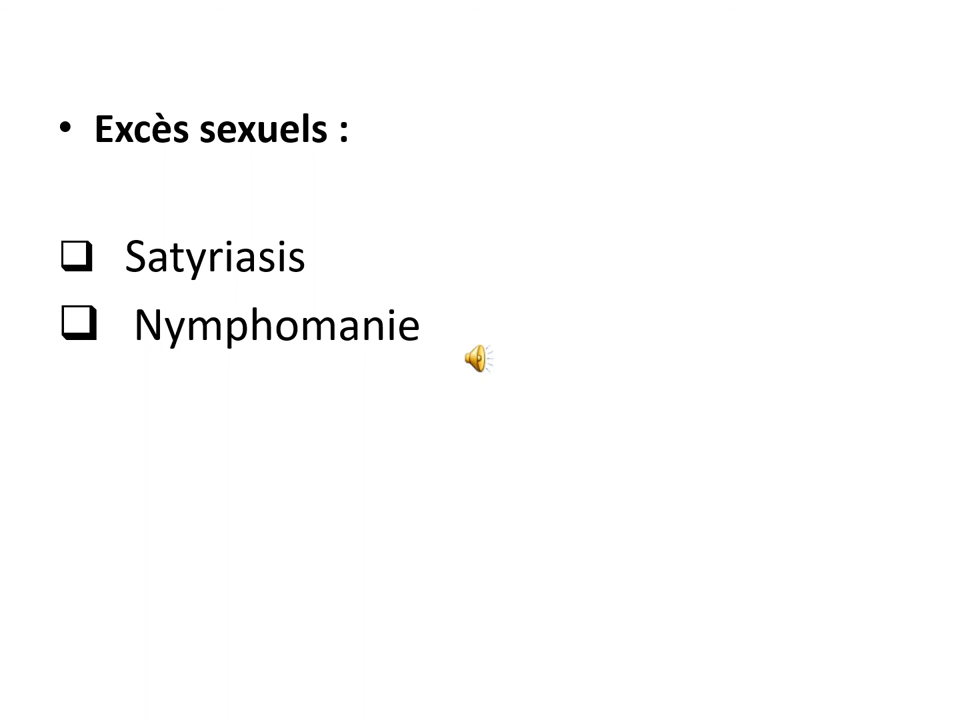 • Excès sexuels :
❑ Satyriasis
❑ Nymphomanie